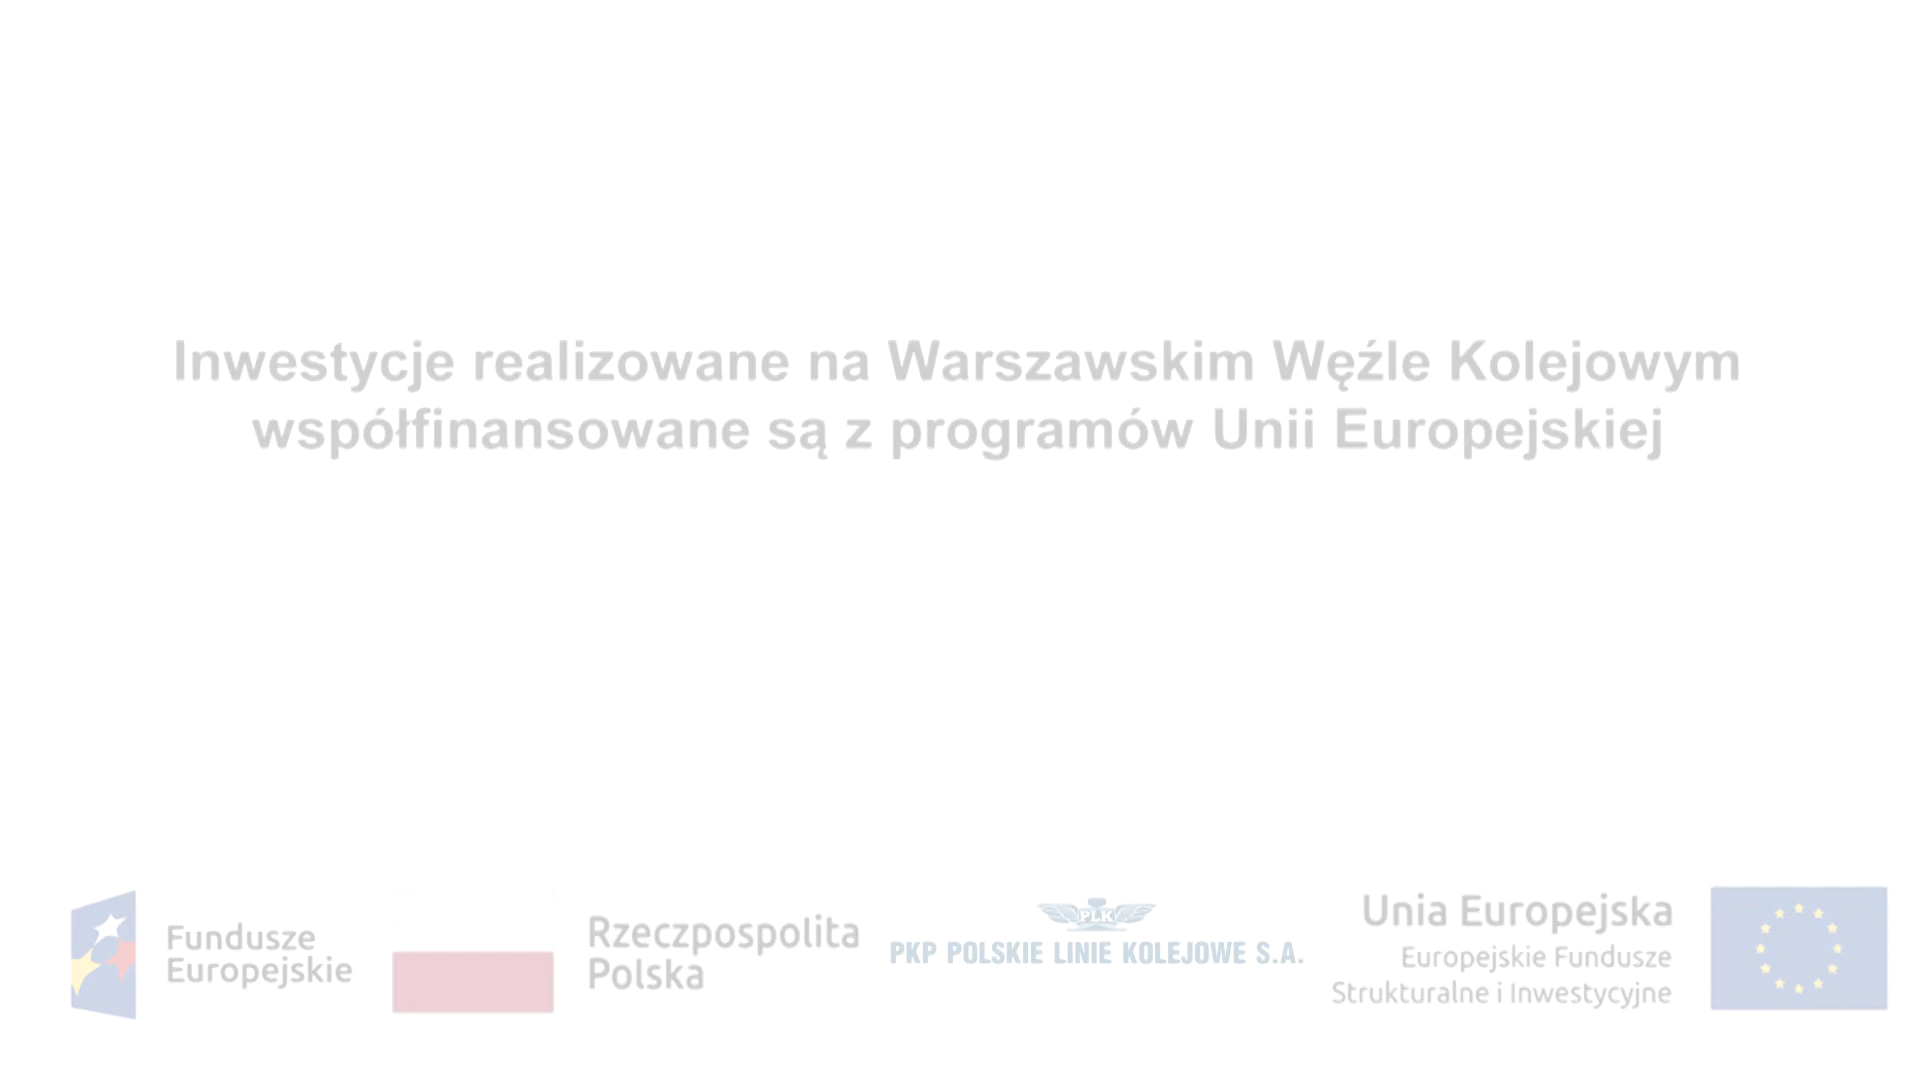 Inwestycje realizowane na Warszawskim Węźle Kolejowym
współfinansowane są z programów Unii Europejskiej
Fundusze
Europejskie
Rzeczpospolita
Polska
PLK
PKP POLSKIE LINIE KOLEJOWE S.A.
Unia Europejska
Europejskie Fundusze
Strukturalne i Inwestycyjne